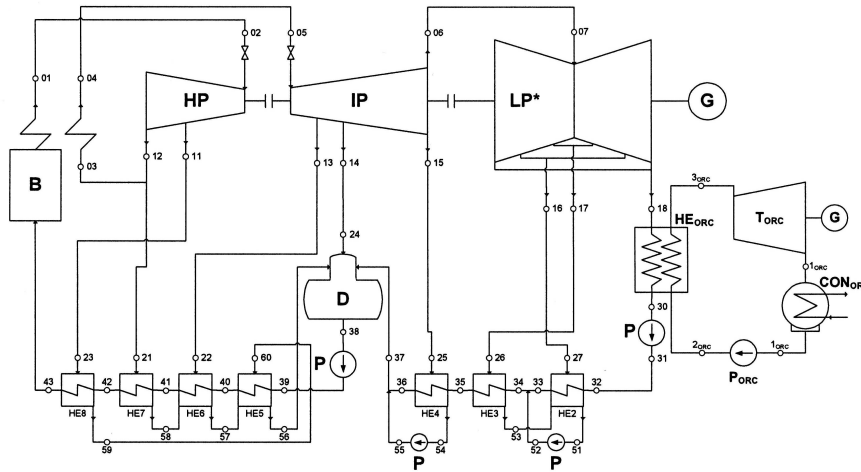 02 05 06 07
01 04
HP IP LP* G
03 12 11 13 14 15
B
16 17 18 3ORC
HEORC TORC G
24
D
1ORC
CONOR
30
38 P P
31
2ORC 1ORC
PORC
23 21 22 60 37 25 26 27
43 42 41 40 39 36 35 34 33 32
HE8 HE7 HE6 HE5 HE4 HE3 HE2
58 57 56 53
59 55 54 52 51
P P